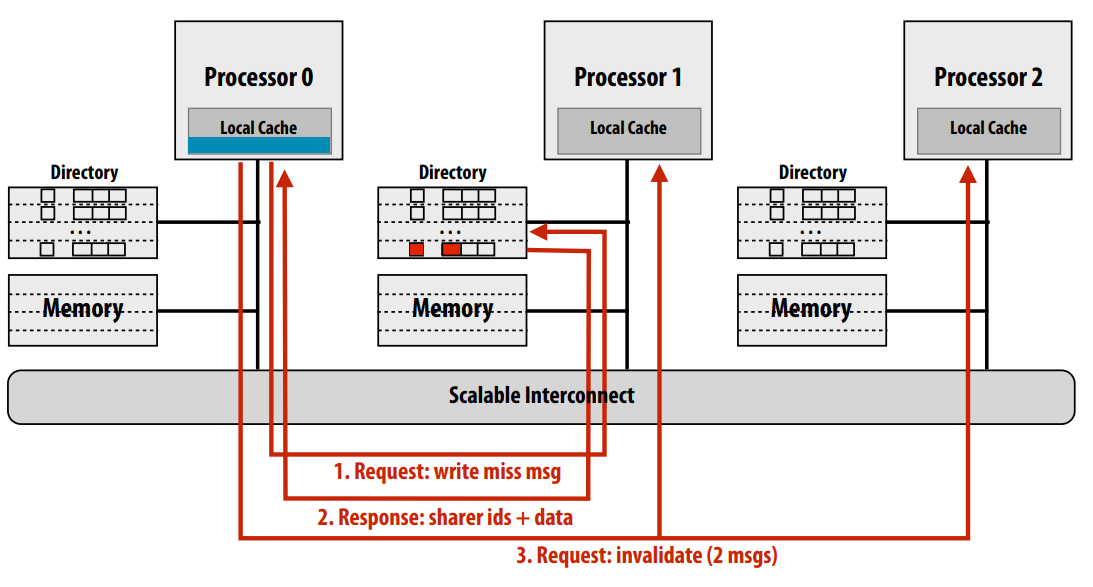 Processor 0
Local Cache
Processor 1
Local Cache
Processor 2
Local Cache
Directory
. . .
Memory
Directory
. . .
Memory
Directory
. . .
Memory
Scalable Interconnect
1. Request: write miss msg
2. Response: sharer ids + data
3. Request: invalidate (2 msgs)